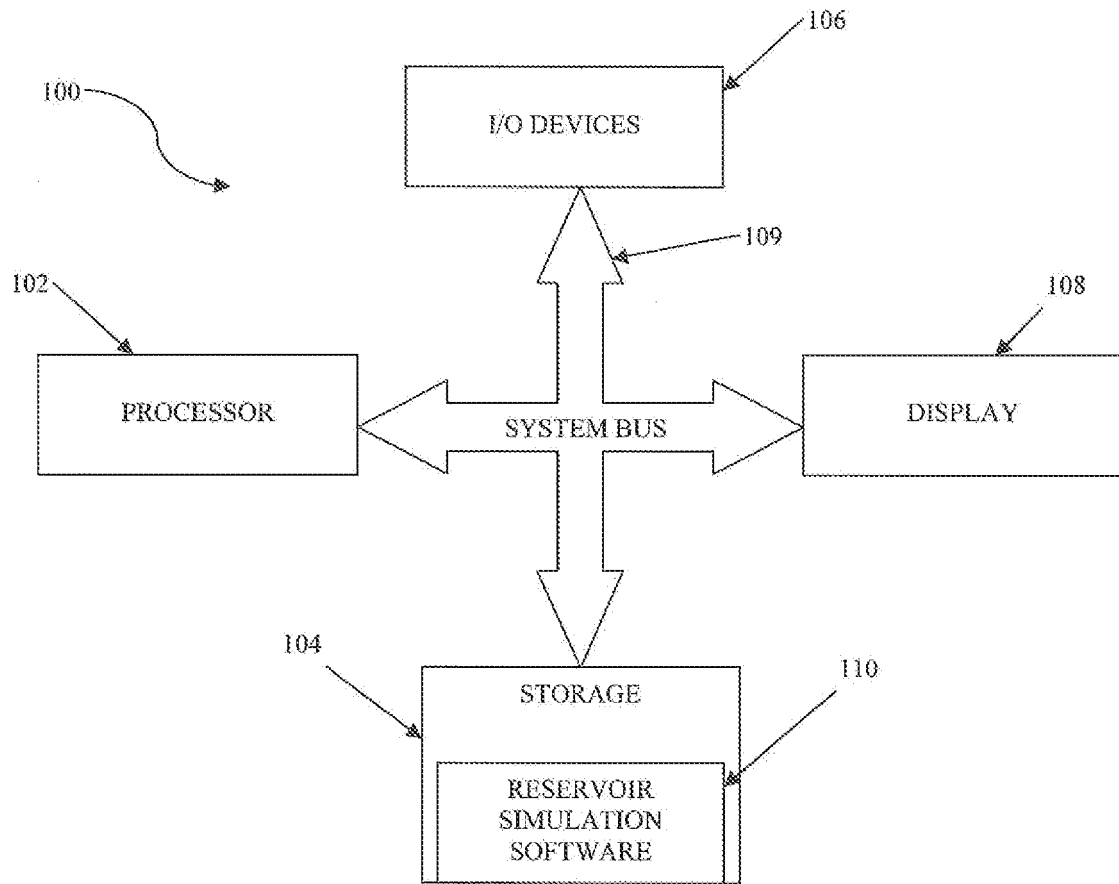 106
100
I/O DEVICES
109
102
108
PROCESSOR
SYSTEM BUS
DISPLAY
104
110
STORAGE
RESERVOIR
SIMULATION
SOFTWARE